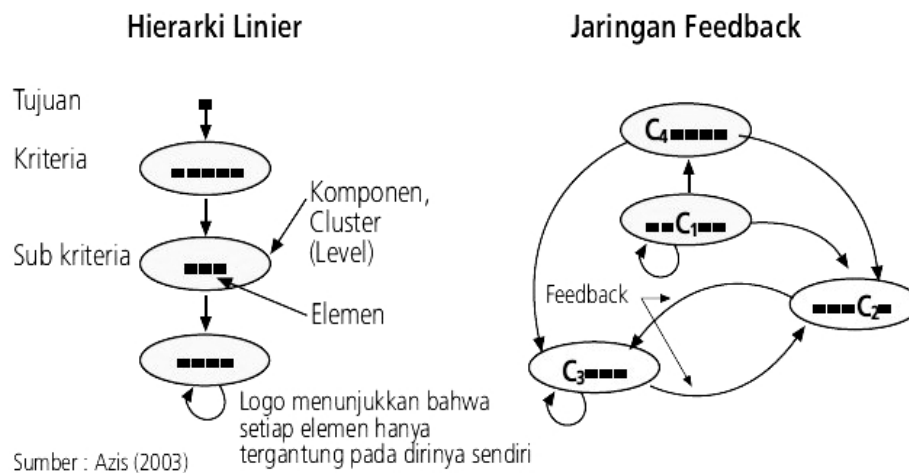 Hierarki Linier
Tujuan
Kriteria
Sub kriteria
Komponen,
Cluster
(Level)
Elemen
Logo menunjukkan bahwa
setiap elemen hanya
tergantung pada dirinya sendiri
Sumber : Azis (2003)
Jaringan Feedback
C4
C1
Feedback
C2
C3